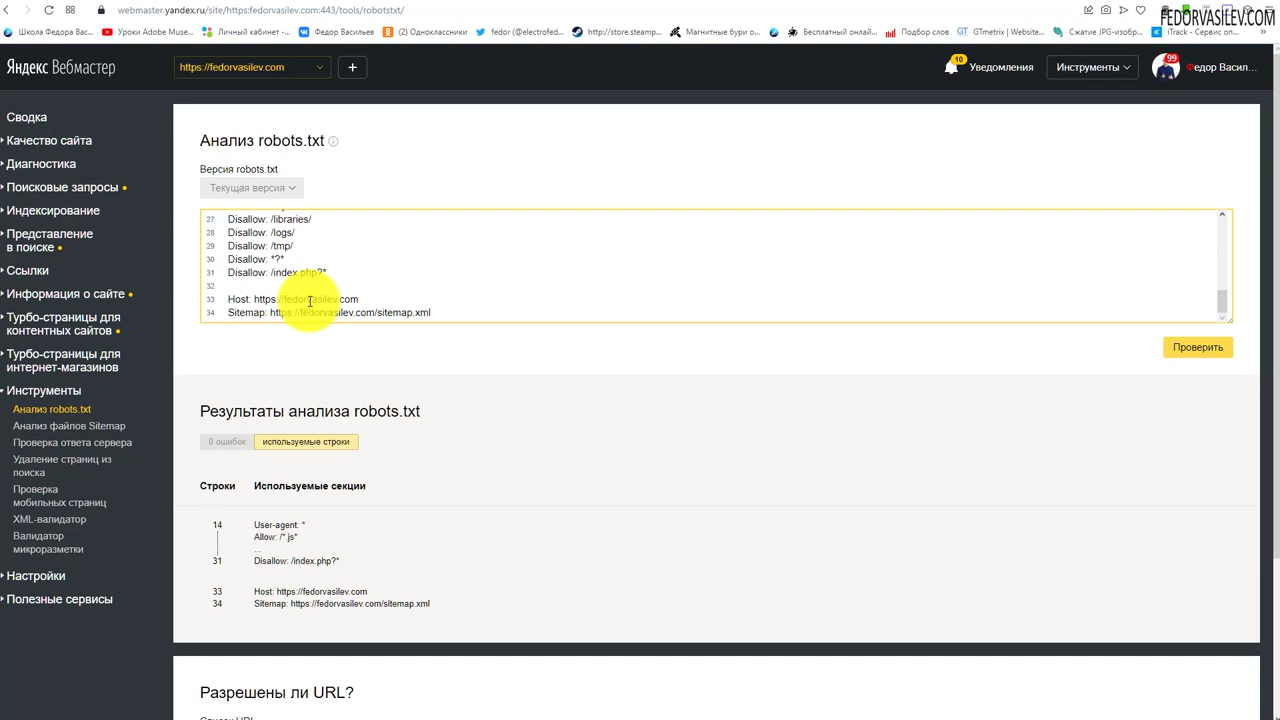 webmaster.yandex.ru/site/https:fedorvasilev.com:443/tools/robotstxt/
FEDORVASILEV.COM
Школа Федора Вас...
Уроки Adobe Muse...
Личный кабинет -...
Федор Васильев
(2) Одноклассники
fedor (@electrofed...
http://store.steamp...
Магнитные бури о...
Бесплатный онлай...
Подбор слов
GTmetrix | Website...
Сжатие JPG-изобр...
iTrack - Сервис on...
Яндекс Вебмастер
https://fedorvasilev.com
+
10
Уведомления
Инструменты
99
Федор Васил...
Сводка
Качество сайта
Диагностика
Поисковые запросы
Индексирование
Представление
в поиске
Ссылки
Информация о сайте
Турбо-страницы для
контентных сайтов
Турбо-страницы для
интернет-магазинов
Инструменты
Анализ robots.txt
Анализ файлов Sitemap
Проверка ответа сервера
Удаление страниц из
поиска
Проверка
мобильных страниц
XML-валидатор
Валидатор
микроразметки
Настройки
Полезные сервисы
Анализ robots.txt
Версия robots.txt
Текущая версия
27 Disallow: /libraries/
28 Disallow: /logs/
29 Disallow: /tmp/
30 Disallow: *?*
31 Disallow: /index.php?*
32
33 Host: https://fedorvasilev.com
34 Sitemap: https://fedorvasilev.com/sitemap.xml
Проверить
Результаты анализа robots.txt
0 ошибок
используемые строки
Строки Используемые секции
14 User-agent: *
Allow: /*.js*
...
31 Disallow: /index.php?*
33 Host: https://fedorvasilev.com
34 Sitemap: https://fedorvasilev.com/sitemap.xml
Разрешены ли URL?
Список URL